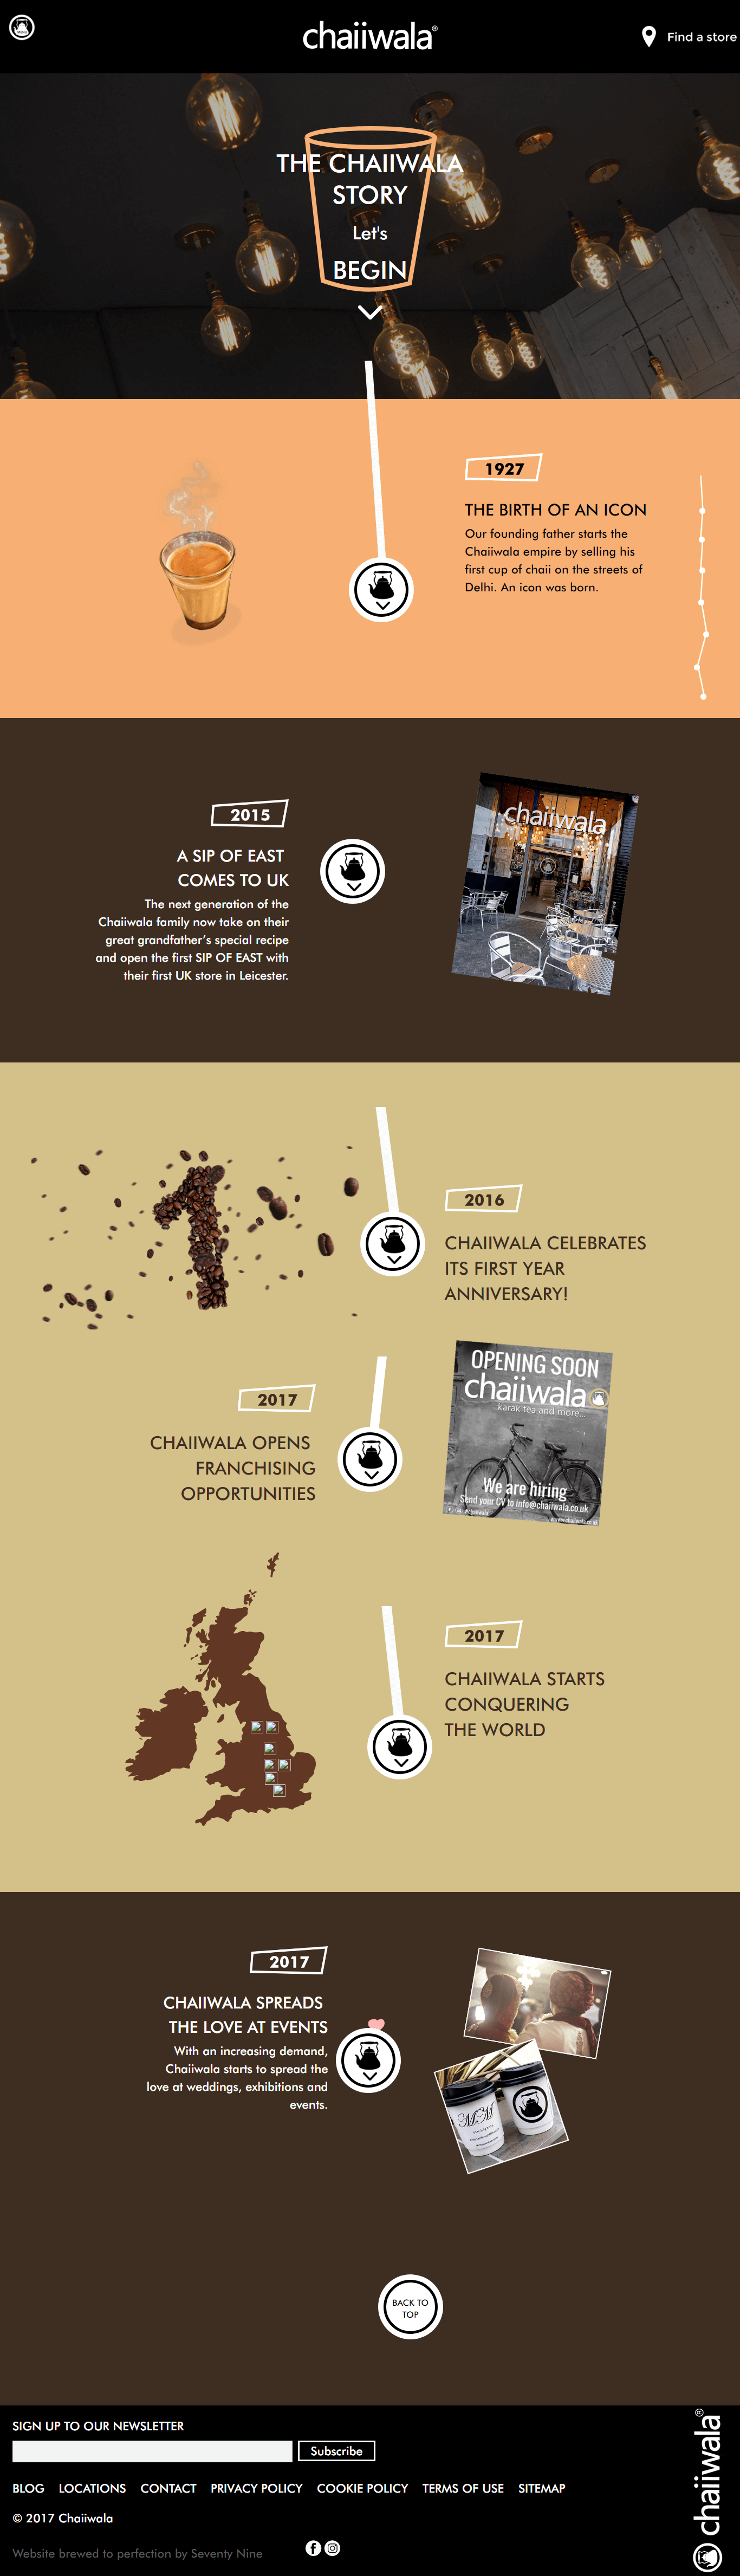 chaiiwala®
Find a store
THE CHAIIWALA
STORY
Let's
BEGIN
1927
THE BIRTH OF AN ICON
Our founding father starts the
Chaiiwala empire by selling his
first cup of chaii on the streets of
Delhi. An icon was born.
2015
A SIP OF EAST
COMES TO UK
The next generation of the
Chaiiwala family now take on their
great grandfather’s special recipe
and open the first SIP OF EAST with
their first UK store in Leicester.
chaiiwala
2016
CHAIIWALA CELEBRATES
ITS FIRST YEAR
ANNIVERSARY!
2017
CHAIIWALA OPENS
FRANCHISING
OPPORTUNITIES
OPENING SOON
chaiiwala
karak tea and more...
We are hiring
Send your CV to info@chaiiwala.co.uk
www.chaiiwala.co.uk
2017
CHAIIWALA STARTS
CONQUERING
THE WORLD
2017
CHAIIWALA SPREADS
THE LOVE AT EVENTS
With an increasing demand,
Chaiiwala starts to spread the
love at weddings, exhibitions and
events.
MM
BACK TO
TOP
SIGN UP TO OUR NEWSLETTER
Subscribe
BLOG LOCATIONS CONTACT PRIVACY POLICY COOKIE POLICY TERMS OF USE SITEMAP
© 2017 Chaiiwala
Website brewed to perfection by Seventy Nine
chaiiwala®